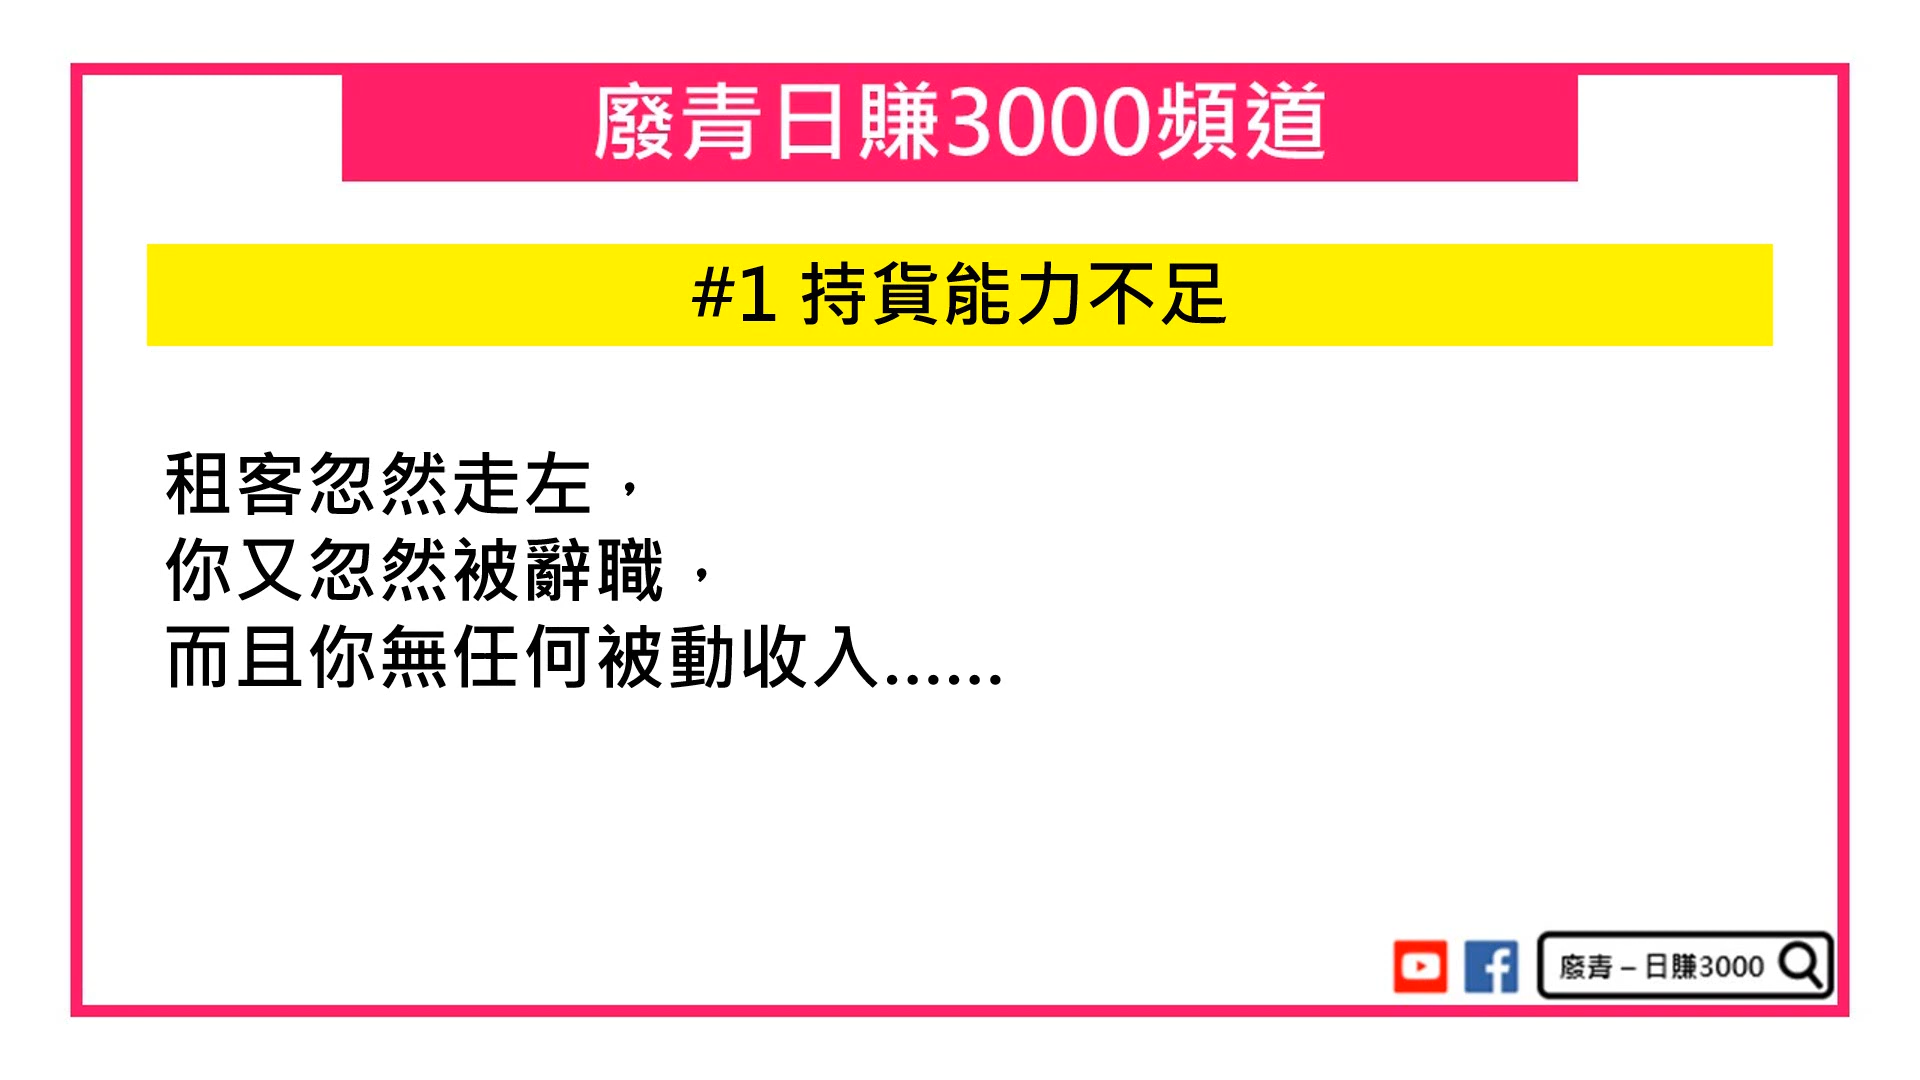 廢青日賺3000頻道
#1 持貨能力不足
租客忽然走左，
你又忽然被辭職，
而且你無任何被動收入......
廢青 – 日賺3000